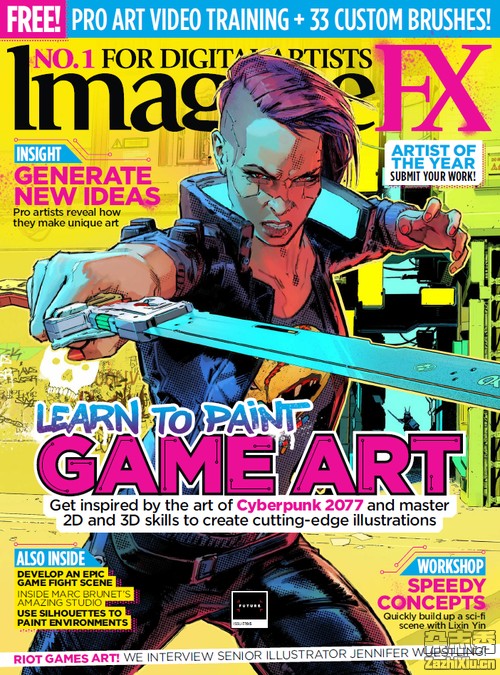 FREE! PRO ART VIDEO TRAINING + 33 CUSTOM BRUSHES!
NO.1 FOR DIGITAL ARTISTS
ImagineFX
INSIGHT
GENERATE
NEW IDEAS
Pro artists reveal how
they make unique art
ARTIST OF
THE YEAR
SUBMIT YOUR WORK!
LEARN TO PAINT
GAME ART
Get inspired by the art of Cyberpunk 2077 and master
2D and 3D skills to create cutting-edge illustrations
ALSO INSIDE
DEVELOP AN EPIC
GAME FIGHT SCENE
INSIDE MARC BRUNET'S
AMAZING STUDIO
USE SILHOUETTES TO
PAINT ENVIRONMENTS
FUTURE
WORKSHOP
SPEEDY
CONCEPTS
Quickly build up a sci-fi
scene with Lixin Yin
RIOT GAMES ART! WE INTERVIEW SENIOR ILLUSTRATOR JENNIFER WUESTLING!
杂志秀
Zazhixiu.cn